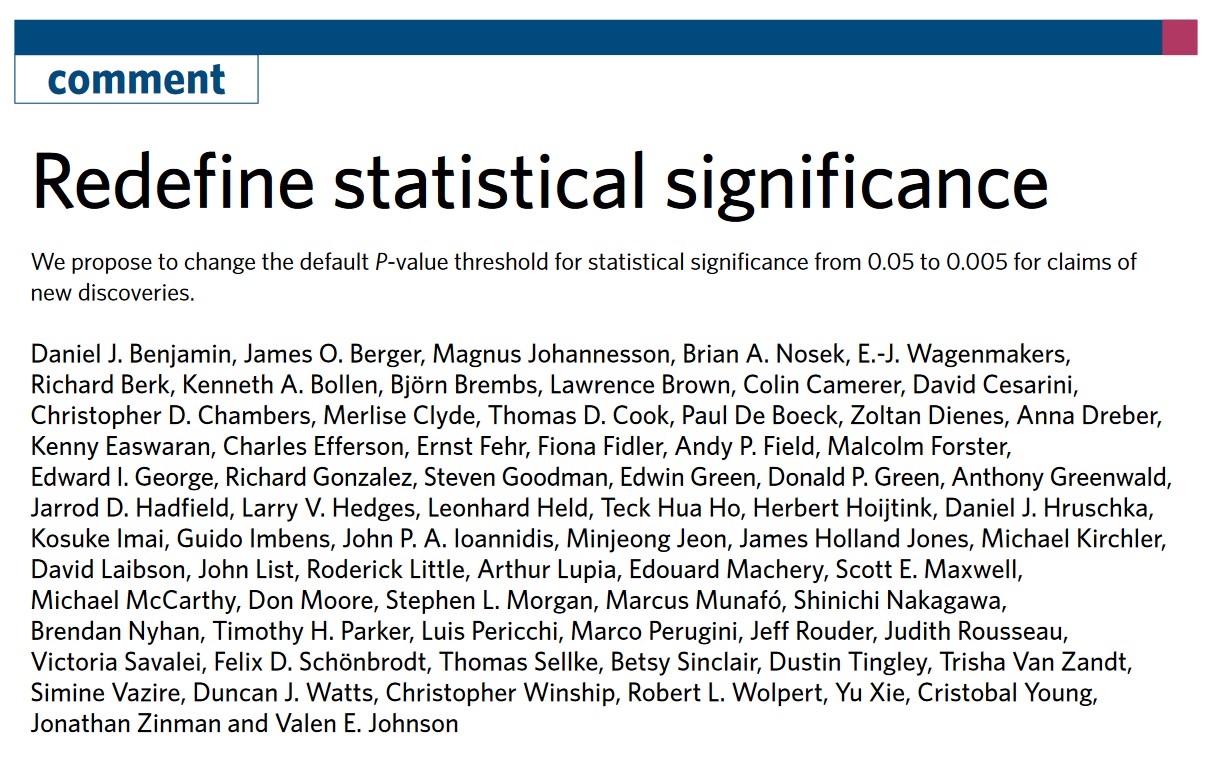 comment
Redefine statistical significance
We propose to change the default P-value threshold for statistical significance from 0.05 to 0.005 for claims of
new discoveries.
Daniel J. Benjamin, James O. Berger, Magnus Johannesson, Brian A. Nosek, E.-J. Wagenmakers,
Richard Berk, Kenneth A. Bollen, Björn Brembs, Lawrence Brown, Colin Camerer, David Cesarini,
Christopher D. Chambers, Merlise Clyde, Thomas D. Cook, Paul De Boeck, Zoltan Dienes, Anna Dreber,
Kenny Easwaran, Charles Efferson, Ernst Fehr, Fiona Fidler, Andy P. Field, Malcolm Forster,
Edward I. George, Richard Gonzalez, Steven Goodman, Edwin Green, Donald P. Green, Anthony Greenwald,
Jarrod D. Hadfield, Larry V. Hedges, Leonhard Held, Teck Hua Ho, Herbert Hoijtink, Daniel J. Hruschka,
Kosuke Imai, Guido Imbens, John P. A. Ioannidis, Minjeong Jeon, James Holland Jones, Michael Kirchler,
David Laibson, John List, Roderick Little, Arthur Lupia, Edouard Machery, Scott E. Maxwell,
Michael McCarthy, Don Moore, Stephen L. Morgan, Marcus Munafó, Shinichi Nakagawa,
Brendan Nyhan, Timothy H. Parker, Luis Pericchi, Marco Perugini, Jeff Rouder, Judith Rousseau,
Victoria Savalei, Felix D. Schönbrodt, Thomas Sellke, Betsy Sinclair, Dustin Tingley, Trisha Van Zandt,
Simine Vazire, Duncan J. Watts, Christopher Winship, Robert L. Wolpert, Yu Xie, Cristobal Young,
Jonathan Zinman and Valen E. Johnson